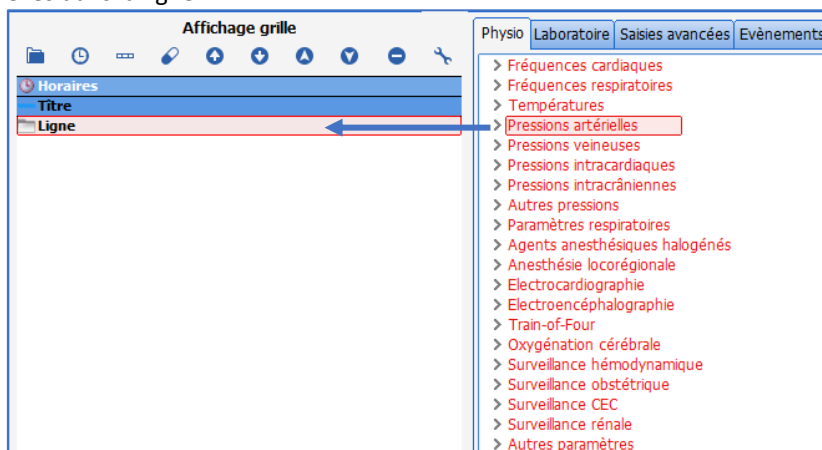 Affichage grille
Horaires
Tître
Ligne
Physio Laboratoire Saisies avancées Evènements
Fréquences cardiaques
Fréquences respiratoires
Températures
Pressions artérielles
Pressions veineuses
Pressions intracardiaques
Pressions intracrâniennes
Autres pressions
Paramètres respiratoires
Agents anesthésiques halogénés
Anesthésie locorégionale
Electrocardiographie
Electroencéphalographie
Train-of-Four
Oxygénation cérébrale
Surveillance hémodynamique
Surveillance obstétrique
Surveillance CEC
Surveillance rénale
Autres paramètres